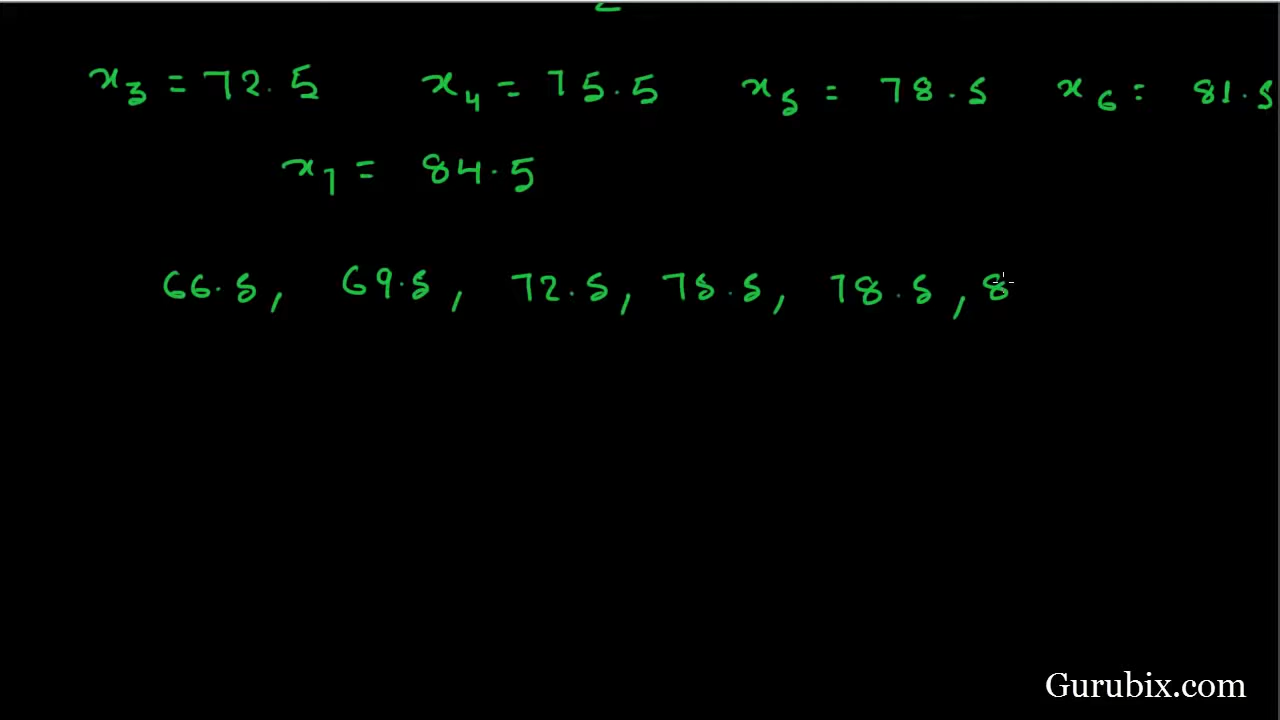 x₃ = 72.5 x₄ = 75.5 x₅ = 78.5 x₆ = 81.5
x₇ = 84.5
66.5, 69.5, 72.5, 75.5, 78.5, 8
Gurubix.com